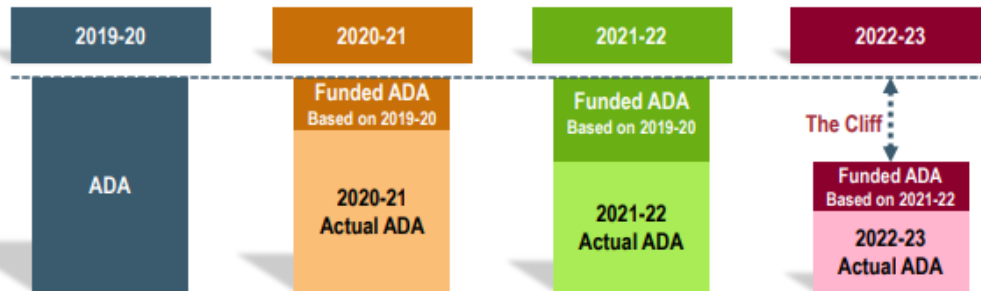 2019-20
2020-21
2021-22
2022-23
ADA
Funded ADA
Based on 2019-20
2020-21
Actual ADA
Funded ADA
Based on 2019-20
2021-22
Actual ADA
The Cliff
Funded ADA
Based on 2021-22
2022-23
Actual ADA